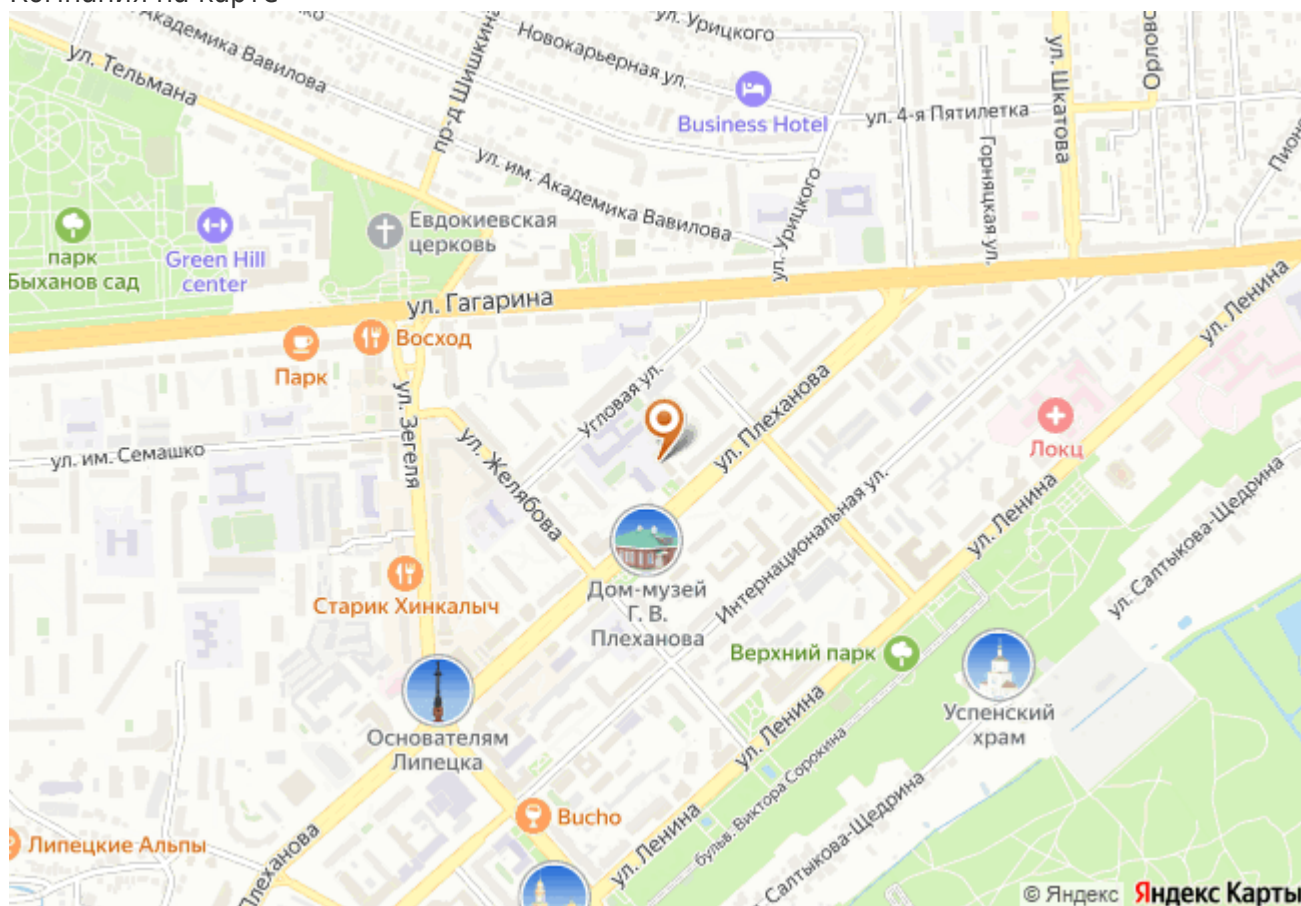 Компания на карте
ул. Урицкого
Академика Вавилова
Новокарьерная ул.
ул. Тельмана
пр-д Шишкина
ул. Шкатова
Business Hotel
ул. 4-я Пятилетка
Горняцкая ул.
ул. им. Академика Вавилова
ул. Урицкого
Евдокиевская
церковь
парк
Быханов сад
Green Hill
center
ул. Гагарина
ул. Ленина
Восход
Парк
Угловая ул.
ул. Плеханова
ул. Зегеля
ул. им. Семашко
ул. Желябова
Локц
Интернациональная ул.
ул. Ленина
ул. Салтыкова-Щедрина
Старик Хинкалыч
Дом-музей
Г. В.
Плеханова
Верхний парк
Успенский
храм
Основателям
Липецка
ул. Ленина
бульв. Виктора Сорокина
Bucho
Липецкие Альпы
Плеханова
ул. Ленина
Салтыкова-Щедрина
© Яндекс Яндекс Карты